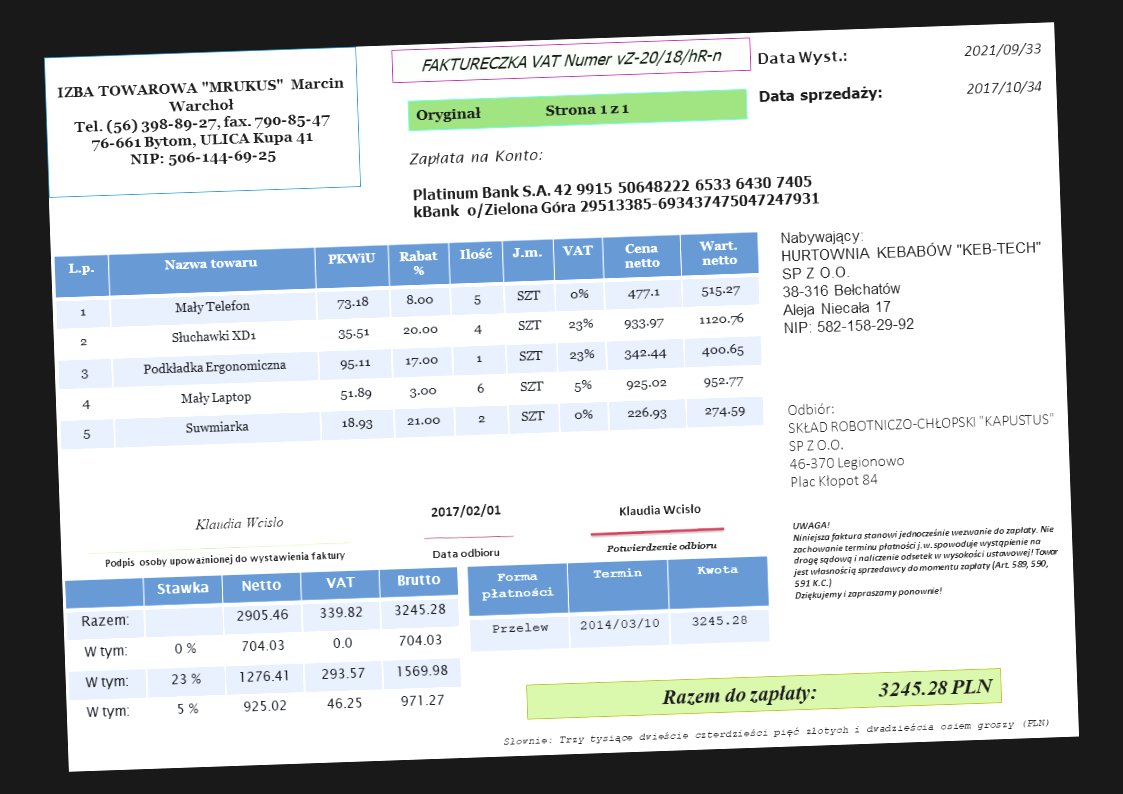 IZBA TOWAROWA "MRUKUS" Marcin
Warchoł
Tel. (56) 398-89-27, fax. 790-85-47
76-661 Bytom, ULICA Kupa 41
NIP: 506-144-69-25
FAKTURECZKA VAT Numer vZ-20/18/hR-n
Oryginał Strona 1 z 1
Data Wyst.: 2021/09/33
Data sprzedaży: 2017/10/34
Zapłata na Konto:
Platinum Bank S.A. 42 9915 50648222 6533 6430 7405
kBank o/Zielona Góra 29513385-693437475047247931
Nabywający:
HURTOWNIA KEBABÓW "KEB-TECH"
SP Z O.O.
38-316 Bełchatów
Aleja Niecała 17
NIP: 582-158-29-92
L.p. Nazwa towaru PKWiU Rabat % Ilość J.m. VAT Cena netto Wart. netto
1 Mały Telefon 73.18 8.00 5 SZT 0% 477.1 515.27
2 Słuchawki XD1 35.51 20.00 4 SZT 23% 933.97 1120.76
3 Podkładka Ergonomiczna 95.11 17.00 1 SZT 23% 342.44 400.65
4 Mały Laptop 51.89 3.00 6 SZT 5% 925.02 952.77
5 Suwmiarka 18.93 21.00 2 SZT 0% 226.93 274.59
Odbiór:
SKŁAD ROBOTNICZO-CHŁOPSKI "KAPUSTUS"
SP Z O.O.
46-370 Legionowo
Plac Kłopot 84
Klaudia Wcisło
Podpis osoby upoważnionej do wystawienia faktury
2017/02/01
Data odbioru
Klaudia Wcisło
Potwierdzenie odbioru
UWAGA!
Niniejsza faktura stanowi jednocześnie wezwanie do zapłaty. Nie
zachowanie terminu płatności j.w. spowoduje wystąpienie na
drogę sądową i naliczenie odsetek w wysokości ustawowej! Towar
jest własnością sprzedawcy do momentu zapłaty (Art. 589, 590,
591 K.C.)
Dziękujemy i zapraszamy ponownie!
Stawka Netto VAT Brutto
Razem: 2905.46 339.82 3245.28
W tym: 0 % 704.03 0.0 704.03
W tym: 23 % 1276.41 293.57 1569.98
W tym: 5 % 925.02 46.25 971.27
Forma płatności Termin Kwota
Przelew 2014/03/10 3245.28
Razem do zapłaty: 3245.28 PLN
Słownie: Trzy tysiące dwieście czterdzieści pięć złotych i dwadzieścia osiem groszy (PLN)